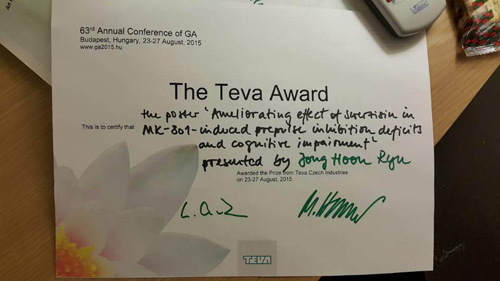 63rd Annual Conference of GA
Budapest, Hungary, 23-27 August, 2015
www.ga2015.hu
The Teva Award
the poster "Ameliorating effect of in
This is to certify that MK-801-induced prepulse inhibition deficits
and cognitive impairment"
presented by Jong Hoon Ryu
Awarded the Prize from Teva Czech Industries
on 23-27 August, 2015
TEVA